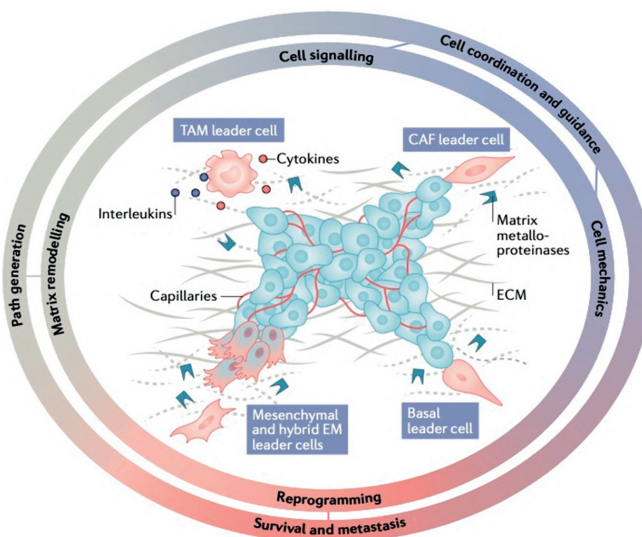 Cell signalling
Cell coordination and guidance
TAM leader cell
CAF leader cell
Cytokines
Interleukins
Matrix
metallo-
proteinases
Path generation
Matrix remodelling
Cell mechanics
Capillaries
ECM
Mesenchymal
and hybrid EM
leader cells
Basal
leader cell
Reprogramming
Survival and metastasis